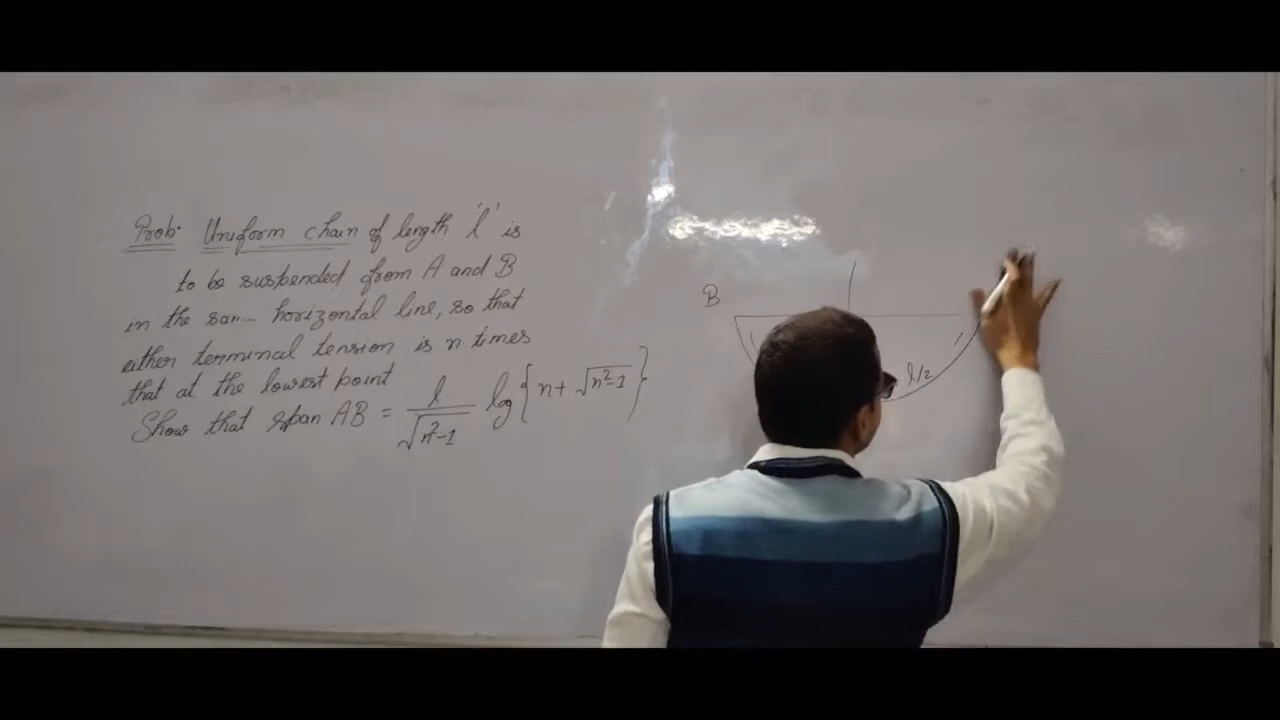 Prob. Uniform chain of length 'l' is
to be suspended from A and B
in the sam horizontal line, so that
either terminal tension is n times
that at the lowest point
Show that span AB = l/√(n²-1) log{n + √(n²-1)}
B
l/2